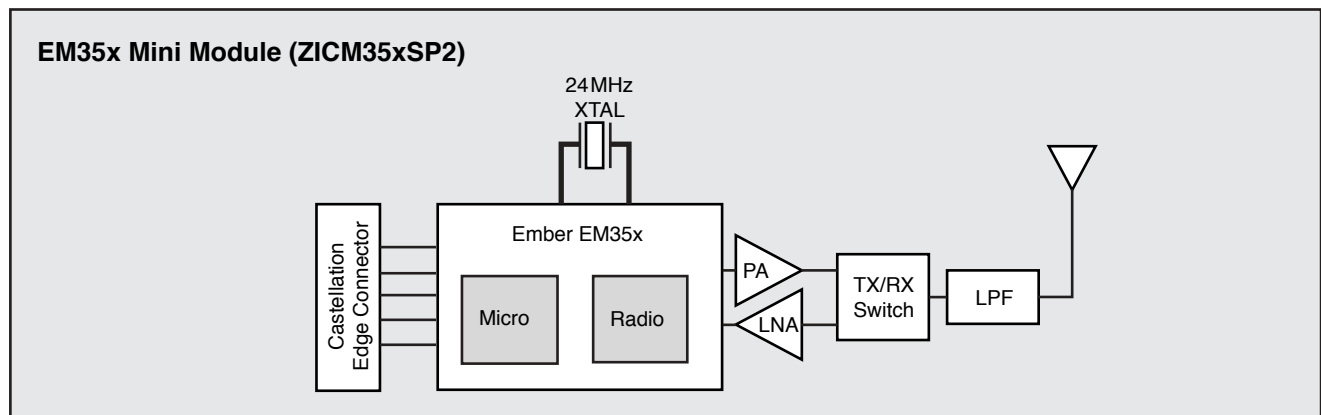 EM35x Mini Module (ZICM35xSP2)
24MHz
XTAL
Castellation
Edge Connector
Ember EM35x
Micro
Radio
PA
LNA
TX/RX
Switch
LPF